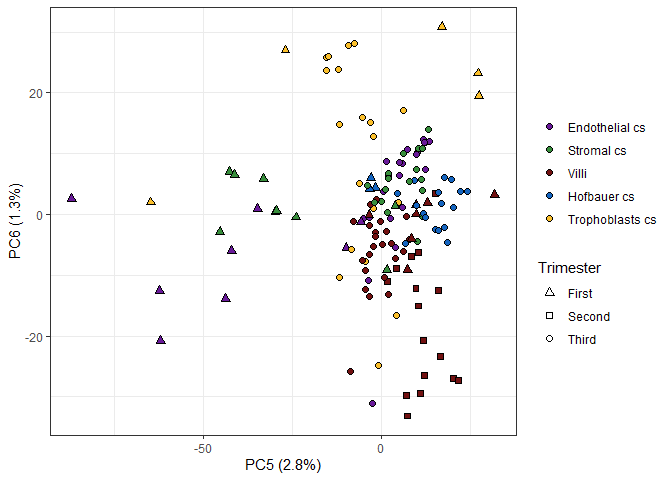 PC6 (1.3%)
20
0
-20
-50
0
PC5 (2.8%)
Endothelial cs
Stromal cs
Villi
Hofbauer cs
Trophoblasts cs
Trimester
First
Second
Third